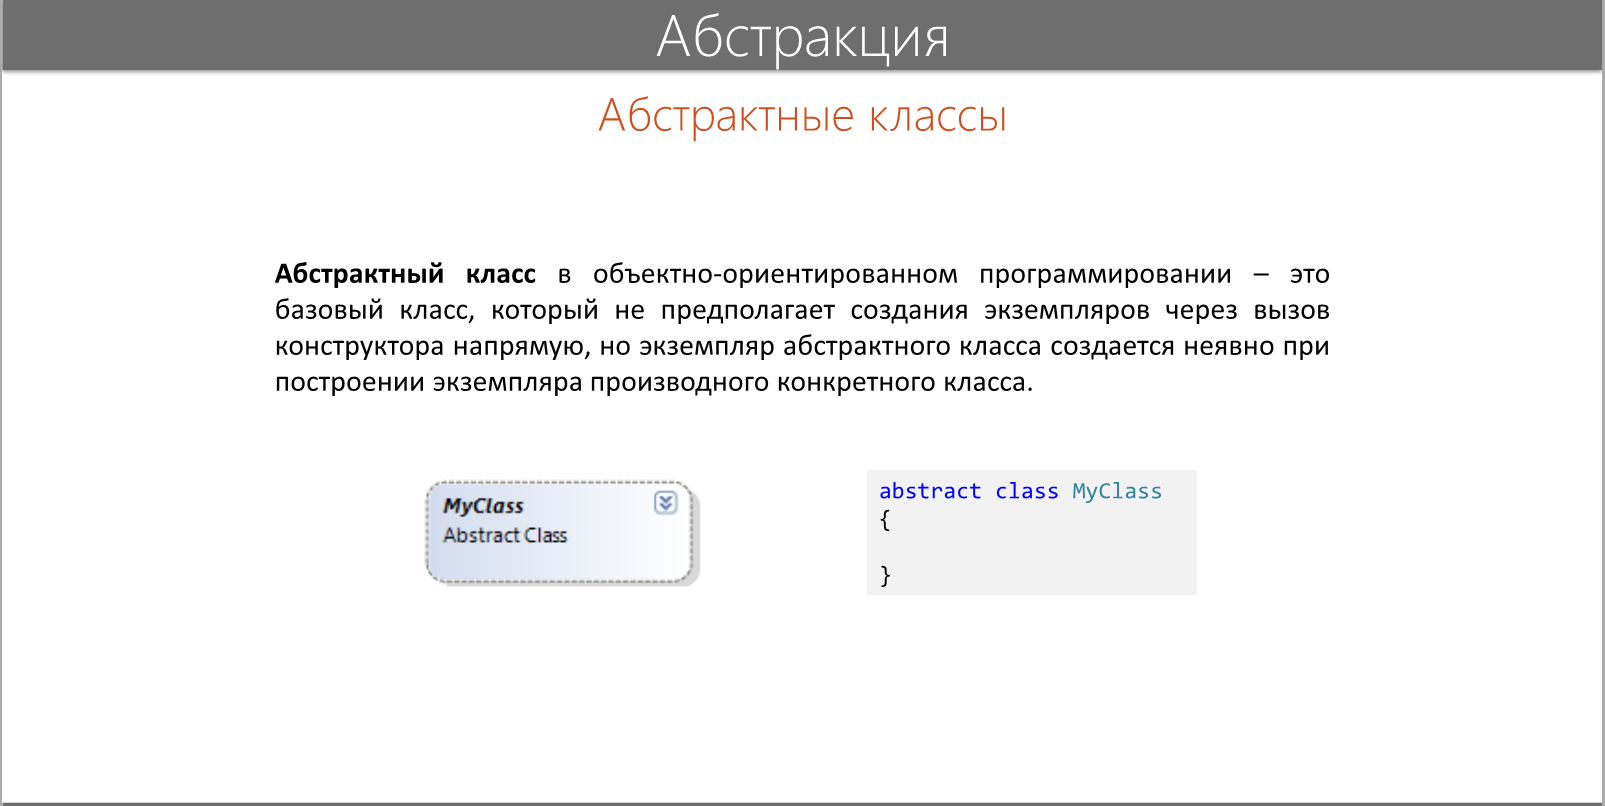 Абстракция
Абстрактные классы
Абстрактный класс в объектно-ориентированном программировании – это
базовый класс, который не предполагает создания экземпляров через вызов
конструктора напрямую, но экземпляр абстрактного класса создается неявно при
построении экземпляра производного конкретного класса.
MyClass
Abstract Class
abstract class MyClass
{
}